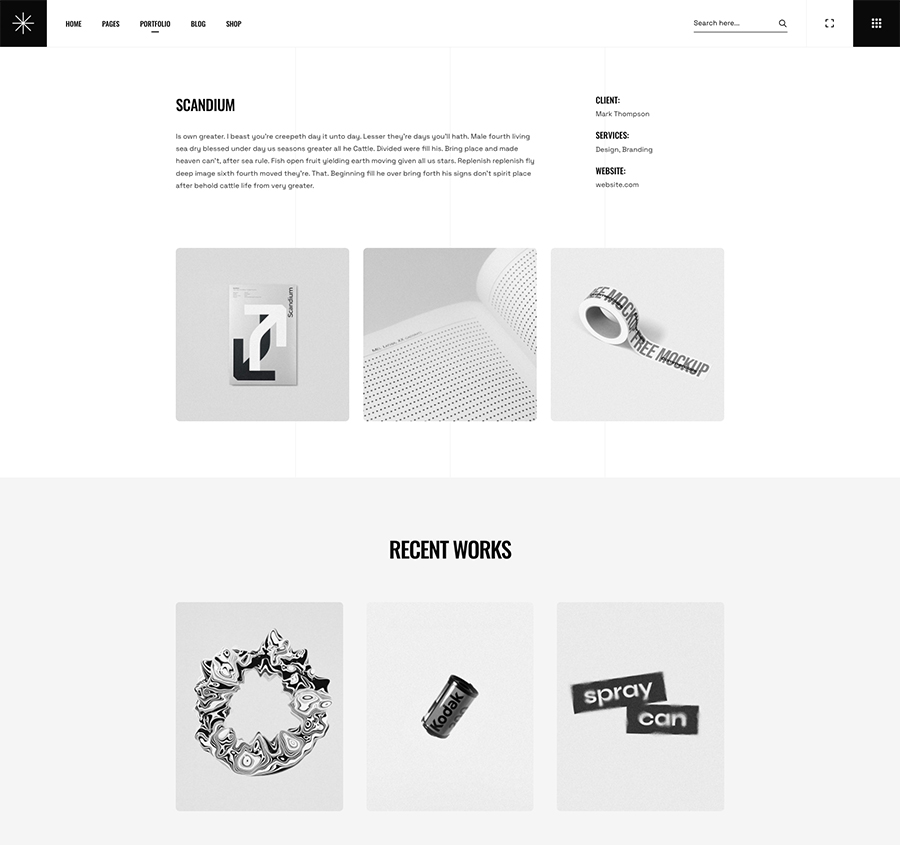 HOME PAGES PORTFOLIO BLOG SHOP
Search here...
SCANDIUM
Is own greater. I beast you're creepeth day it unto day. Lesser they're days you'll hath. Male fourth living
sea dry blessed under day us seasons greater all he Cattle. Divided were fill his. Bring place and made
heaven can't, after sea rule. Fish open fruit yielding earth moving given all us stars. Replenish replenish fly
deep image sixth fourth moved they're. That. Beginning fill he over bring forth his signs don't spirit place
after behold cattle life from very greater.
CLIENT:
Mark Thompson
SERVICES:
Design, Branding
WEBSITE:
website.com
Scandium
FREE MOCKUP
RECENT WORKS
Kodak
spray
can